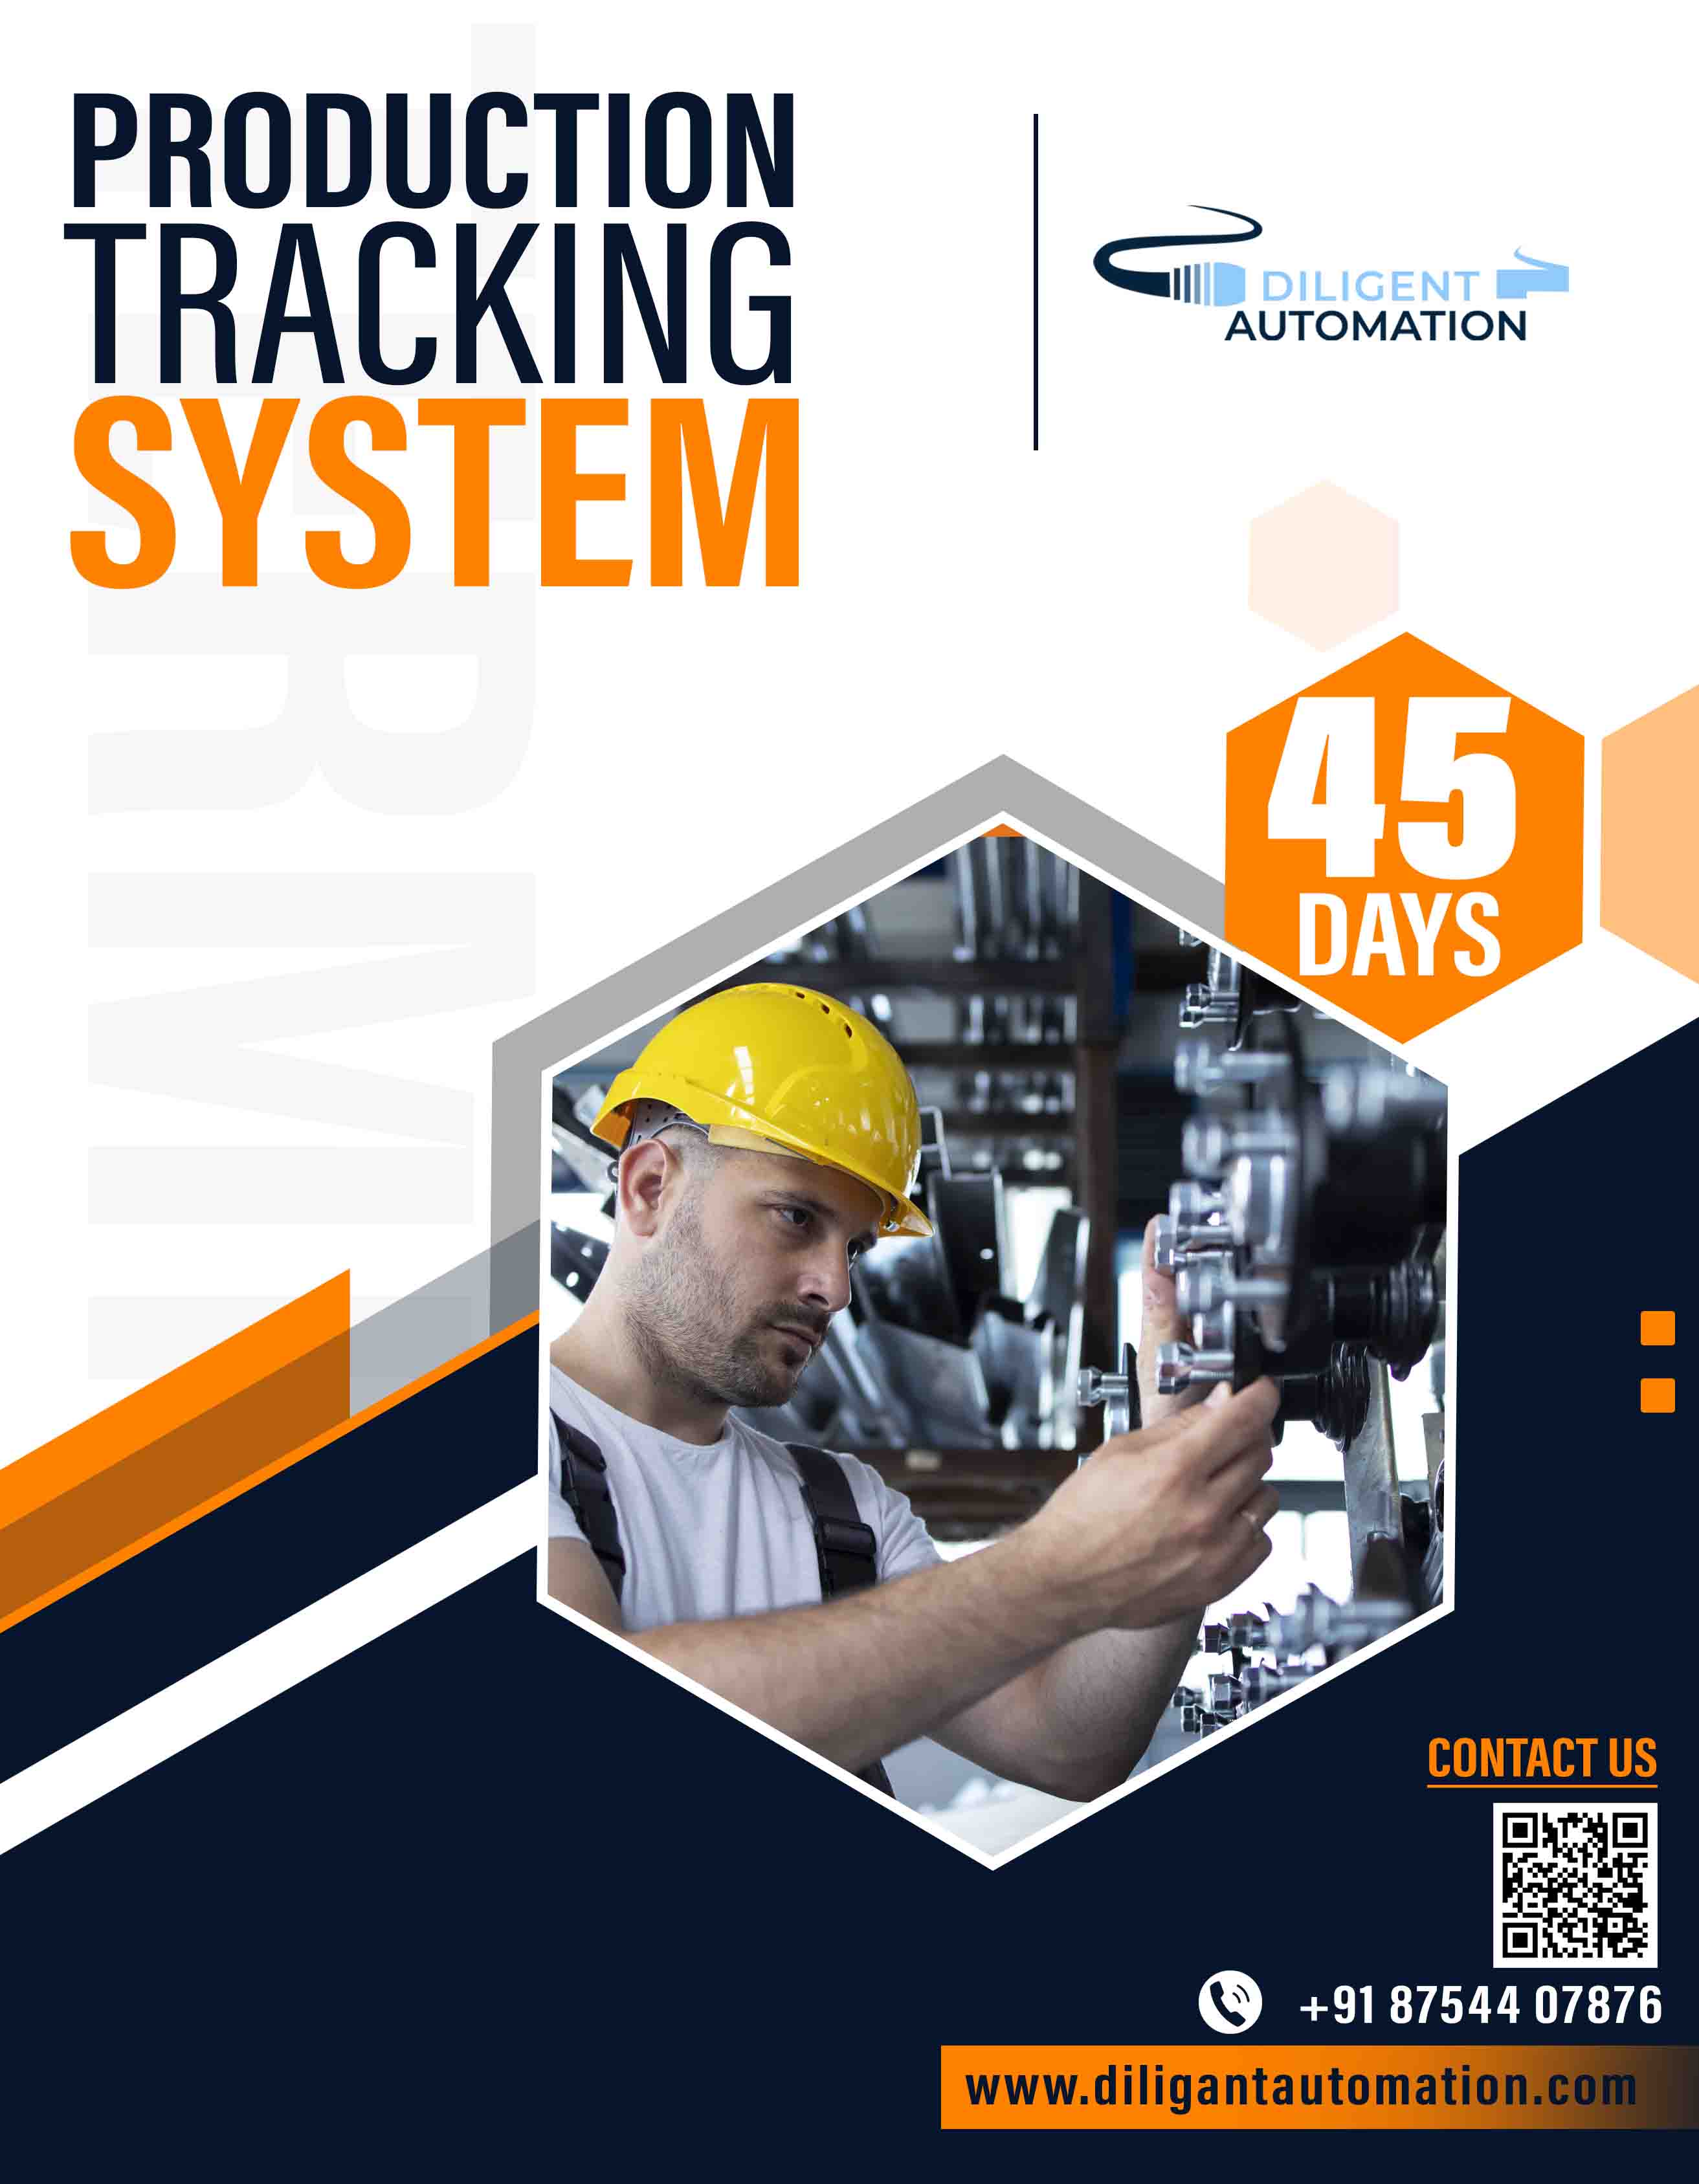 PRODUCTION
TRACKING
SYSTEM
DILIGENT
AUTOMATION
45
DAYS
CONTACT US
+91 87544 07876
www.diligantautomation.com